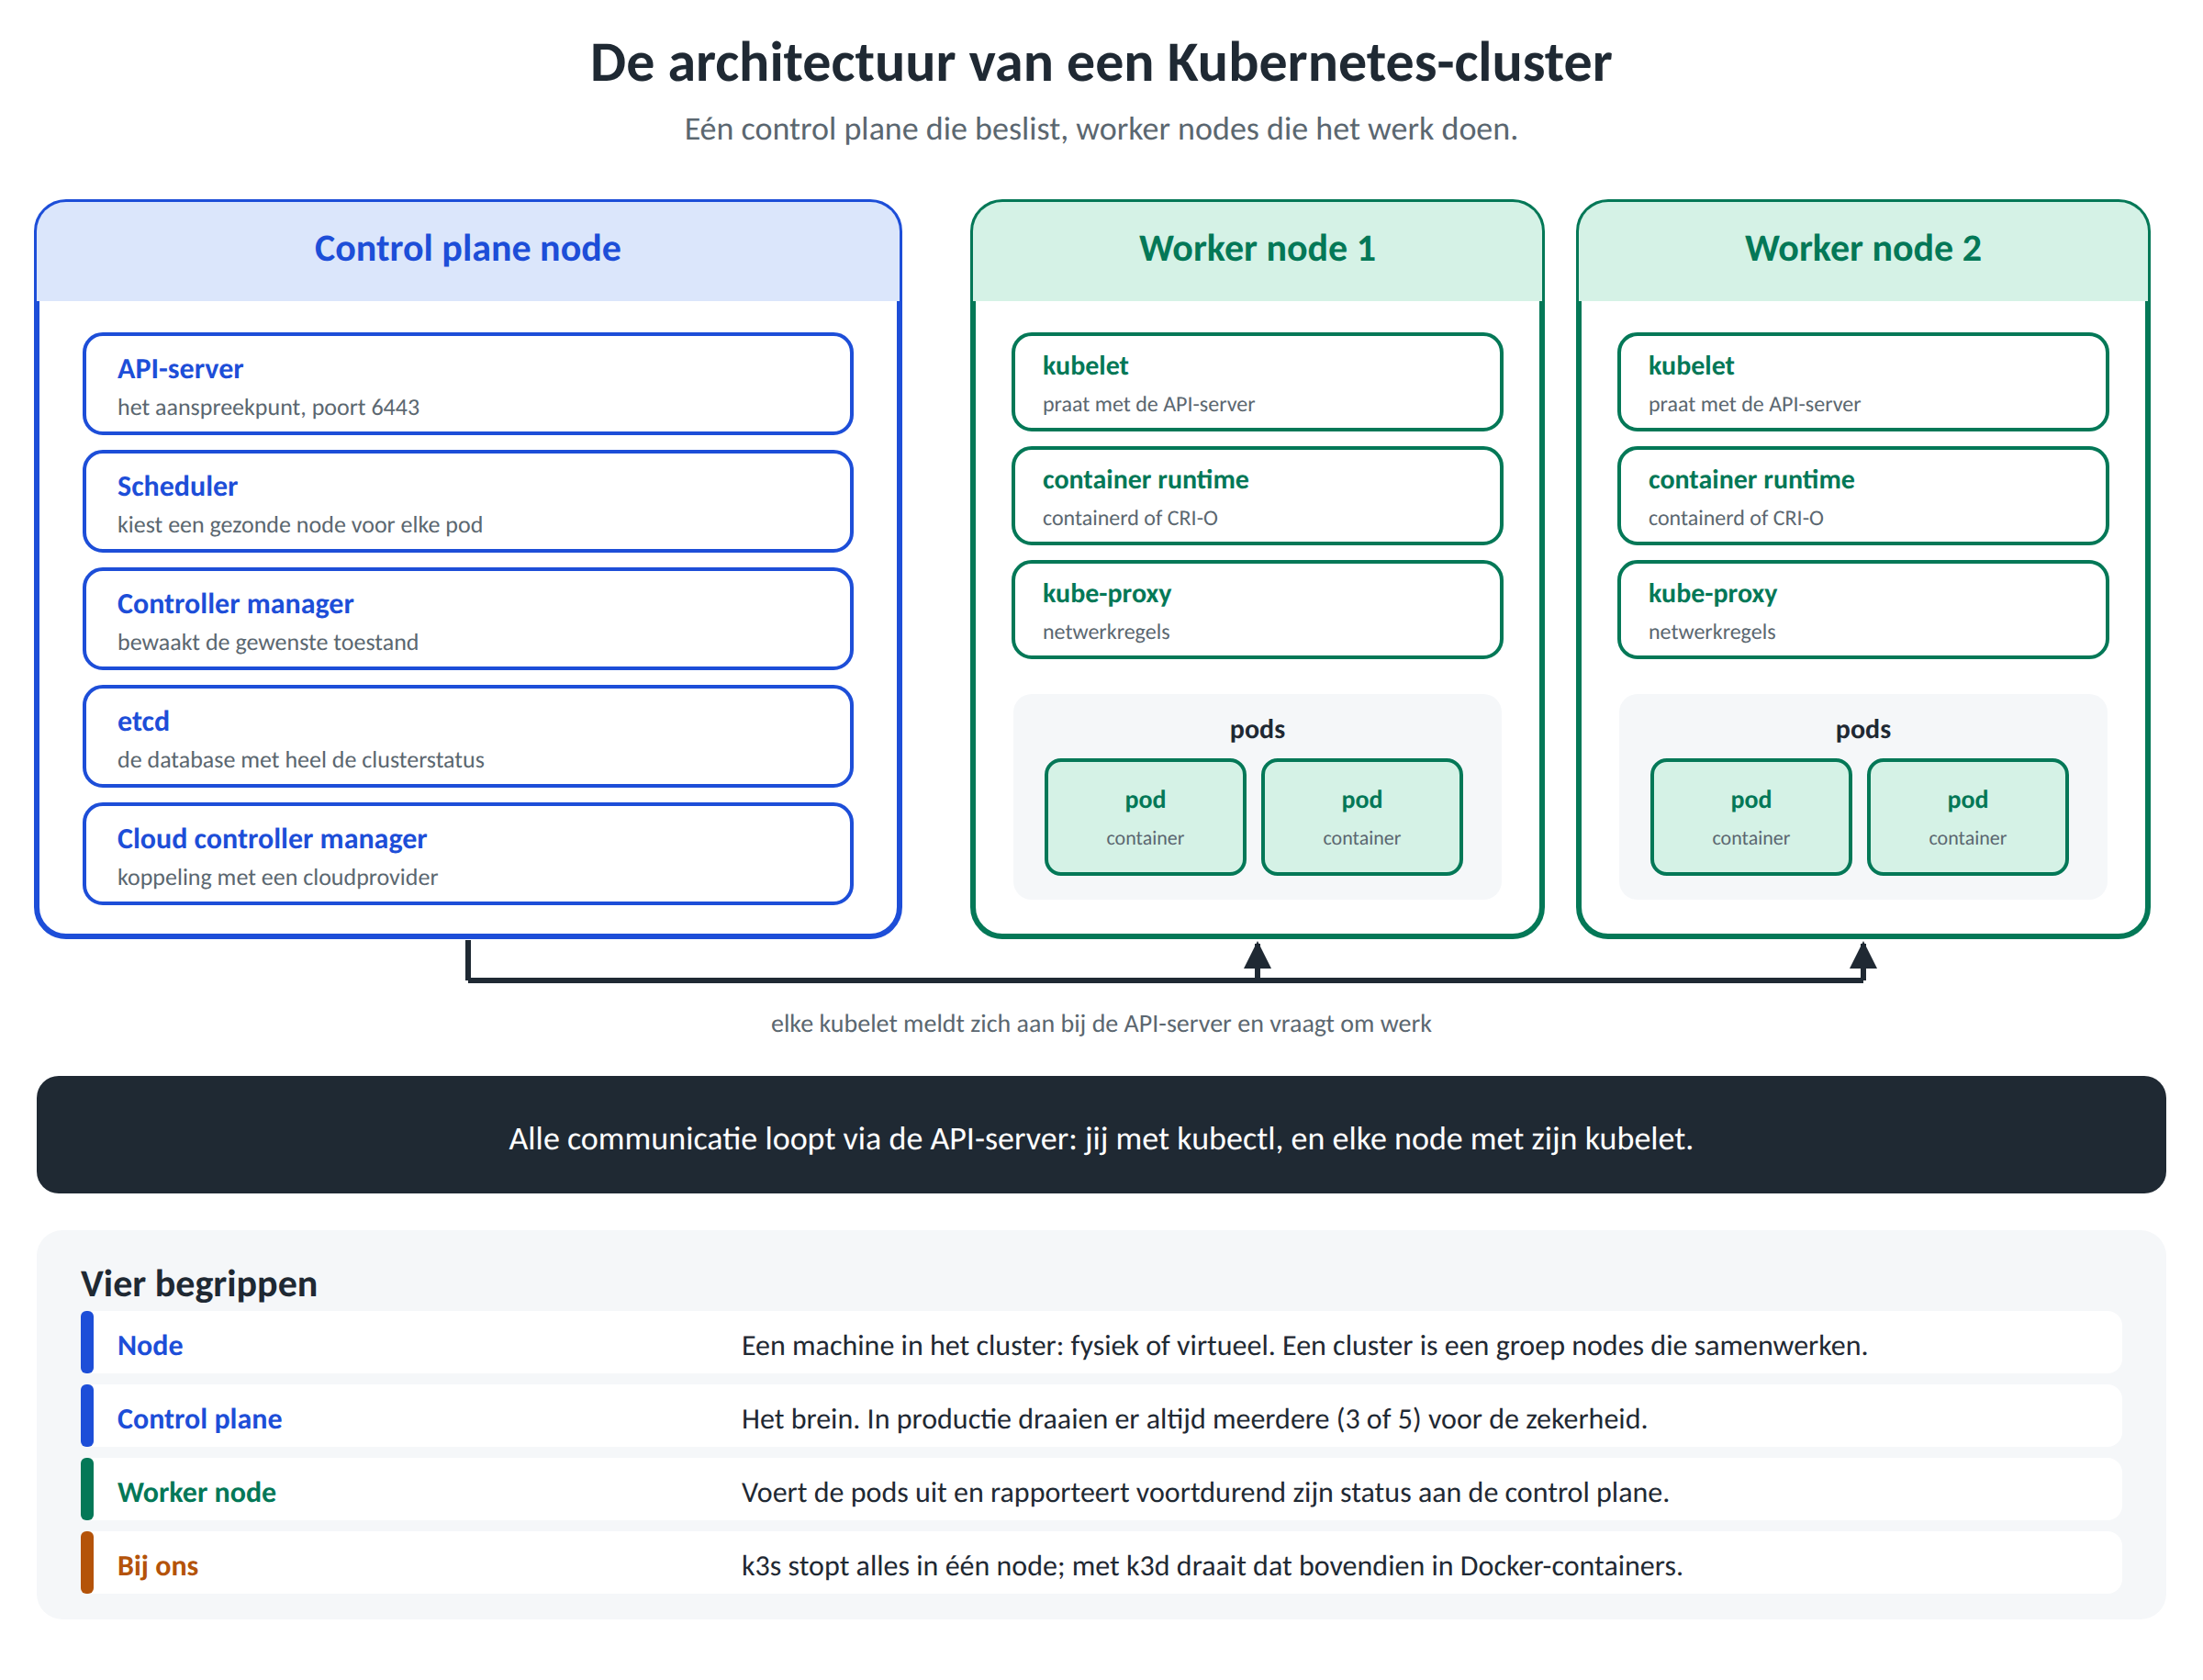 De architectuur van een Kubernetes-cluster
Eén control plane die beslist, worker nodes die het werk doen.
Control plane node
API-server
het aanspreekpunt, poort 6443
Scheduler
kiest een gezonde node voor elke pod
Controller manager
bewaakt de gewenste toestand
etcd
de database met heel de clusterstatus
Cloud controller manager
koppeling met een cloudprovider
Worker node 1
kubelet
praat met de API-server
container runtime
containerd of CRI-O
kube-proxy
netwerkregels
pods
pod
container
pod
container
Worker node 2
kubelet
praat met de API-server
container runtime
containerd of CRI-O
kube-proxy
netwerkregels
pods
pod
container
pod
container
elke kubelet meldt zich aan bij de API-server en vraagt om werk
Alle communicatie loopt via de API-server: jij met kubectl, en elke node met zijn kubelet.
Vier begrippen
Node
Een machine in het cluster: fysiek of virtueel. Een cluster is een groep nodes die samenwerken.
Control plane
Het brein. In productie draaien er altijd meerdere (3 of 5) voor de zekerheid.
Worker node
Voert de pods uit en rapporteert voortdurend zijn status aan de control plane.
Bij ons
k3s stopt alles in één node; met k3d draait dat bovendien in Docker-containers.